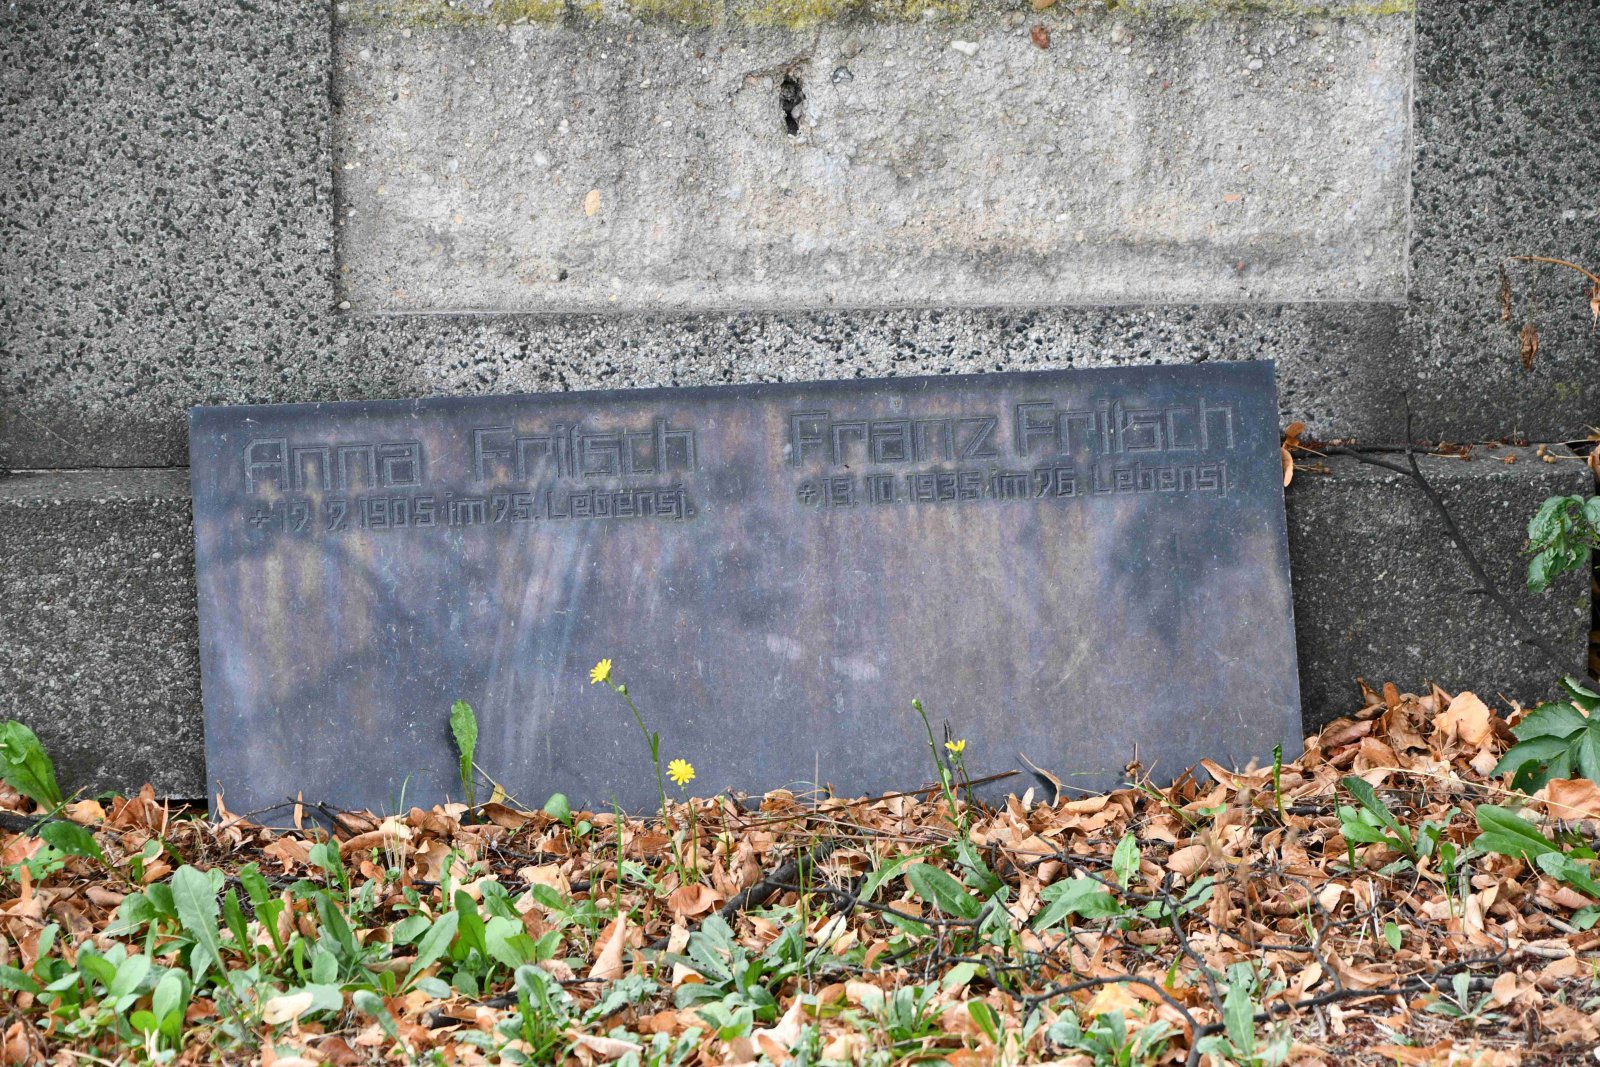 Anna Fritsch
+ 17. 7. 1905 im 75. Lebensj.
Franz Fritsch
+ 13. 10. 1935 im 76. Lebensj.